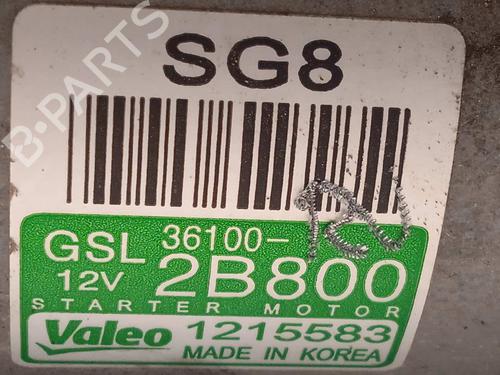 B-PARTS
SG8
GSL 36100-
12V 2B800
STARTER MOTOR
Valeo 1215583
MADE IN KOREA